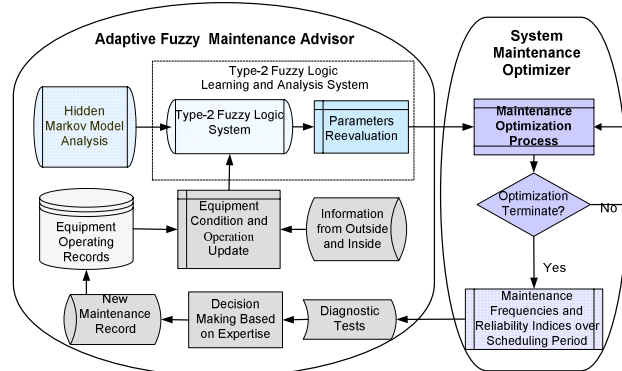 Adaptive Fuzzy Maintenance Advisor
System
Maintenance
Optimizer
Type-2 Fuzzy Logic
Learning and Analysis System
Hidden
Markov Model
Analysis
Type-2 Fuzzy Logic
System
Parameters
Reevaluation
Maintenance
Optimization
Process
Optimization
Terminate?
No
Yes
Equipment
Operating
Records
Equipment
Condition and
Operation
Update
Information
from Outside
and Inside
New
Maintenance
Record
Decision
Making Based
on Expertise
Diagnostic
Tests
Maintenance
Frequencies and
Reliability Indices over
Scheduling Period